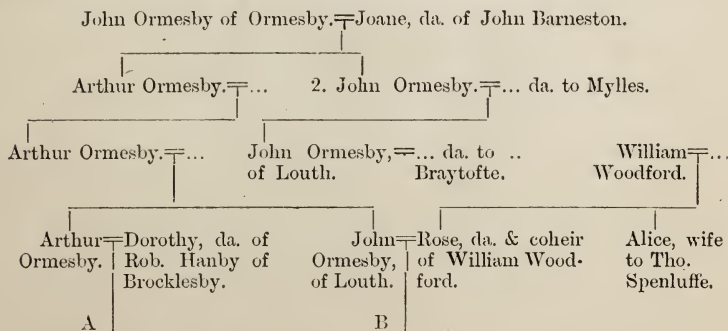 John Ormesby of Ormesby.=Joane, da. of John Barneston.
Arthur Ormesby.=... 2. John Ormesby.=... da. to Mylles.
Arthur Ormesby.=... John Ormesby,=... da. to .. William=...
of Louth. Braytofte. Woodford.
Arthur=Dorothy, da. of John=Rose, da. & coheir Alice, wife
Ormesby. Rob. Hanby of Ormesby, of William Wood- to Tho.
Brocklesby. of Louth. ford. Spenluffe.
A B